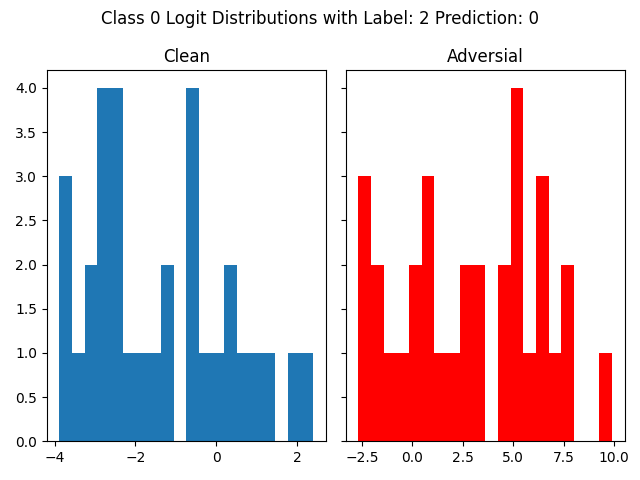 Class 0 Logit Distributions with Label: 2 Prediction: 0
Clean
Adversial
4.0
3.5
3.0
2.5
2.0
1.5
1.0
0.5
0.0
−4 −2 0 2
−2.5 0.0 2.5 5.0 7.5 10.0